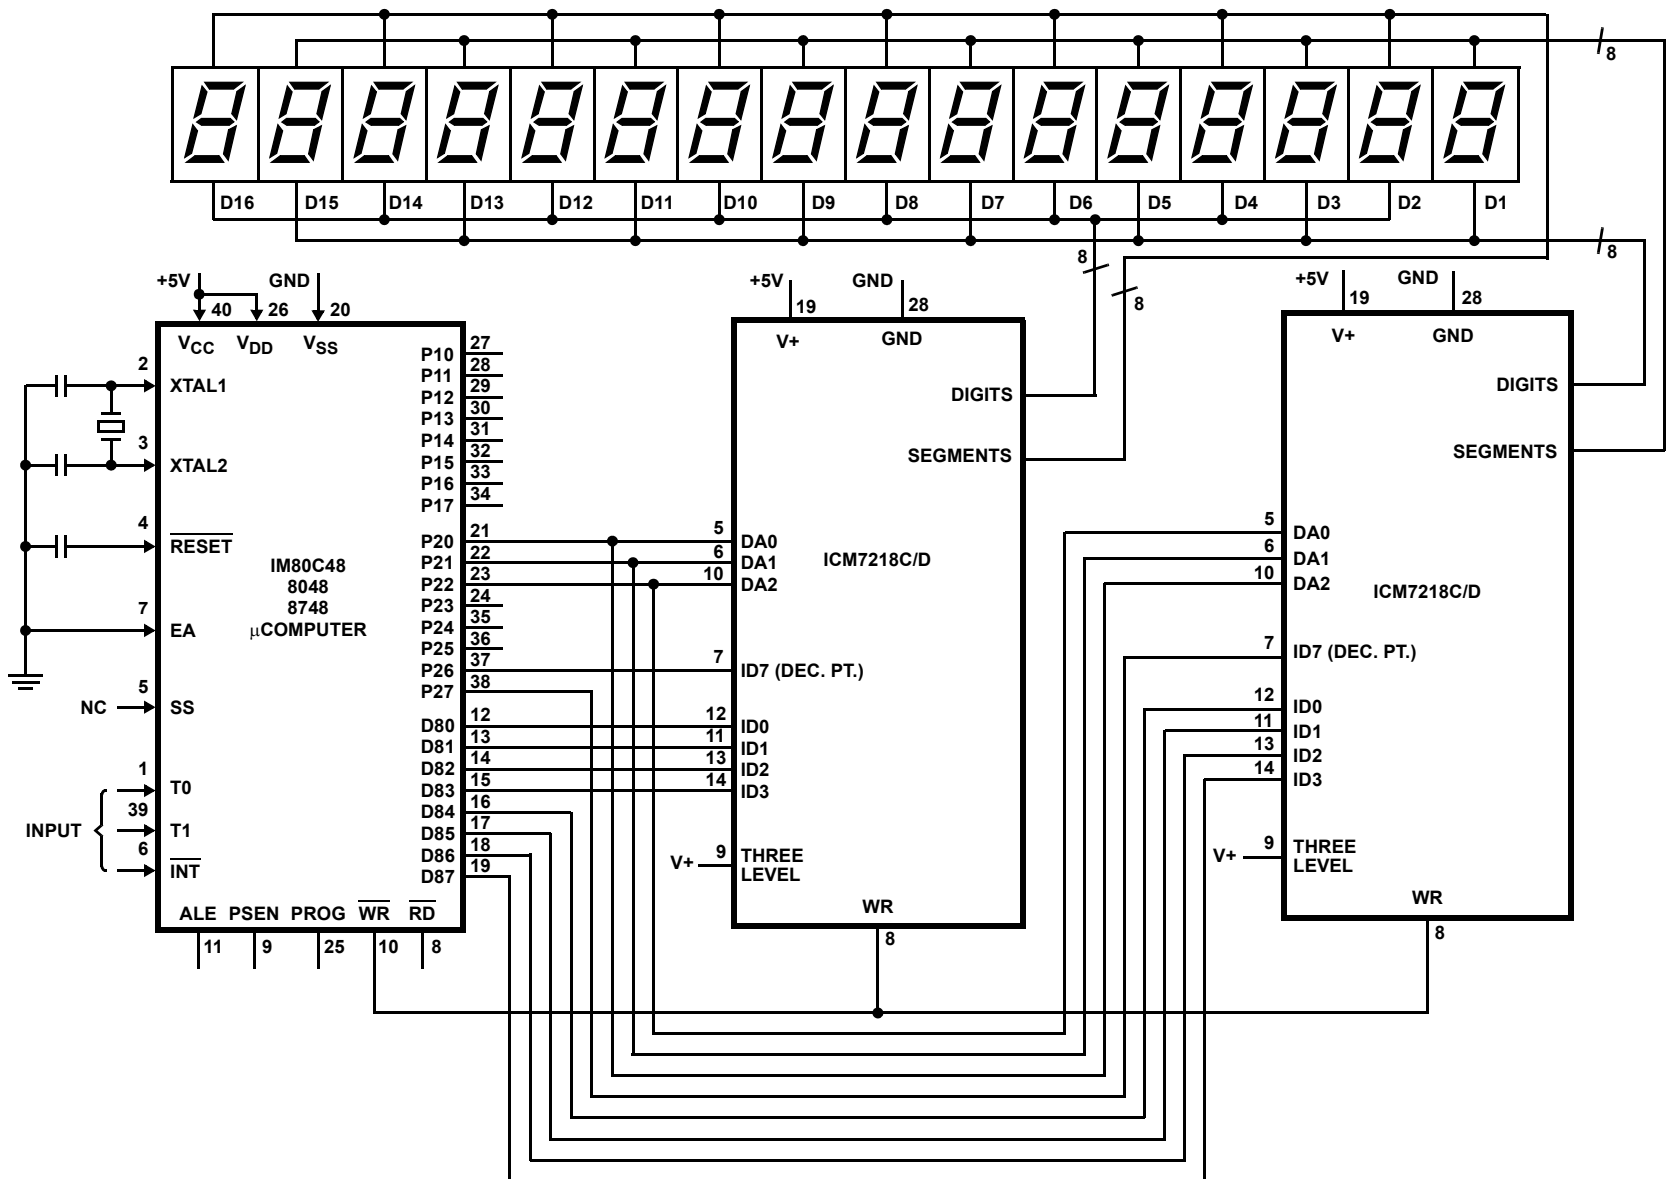 8
D16 D15 D14 D13 D12 D11 D10 D9 D8 D7 D6 D5 D4 D3 D2 D1
8
8
8
+5V
GND
40
26
20
VCC
VDD
VSS
2
XTAL1
3
XTAL2
4
RESET
7
EA
5
NC
SS
1
T0
39
INPUT
T1
6
INT
IM80C48
8048
8748
μCOMPUTER
P10 27
P11 28
P12 29
P13 30
P14 31
P15 32
P16 33
P17 34
P20 21
P21 22
P22 23
P23 24
P24 35
P25 36
P26 37
P27 38
D80 12
D81 13
D82 14
D83 15
D84 16
D85 17
D86 18
D87 19
ALE PSEN PROG WR RD
11 9 25 10 8
+5V
GND
19
28
V+
GND
DIGITS
SEGMENTS
5 DA0
6 DA1
10 DA2
ICM7218C/D
7 ID7 (DEC. PT.)
12 ID0
11 ID1
13 ID2
14 ID3
V+ 9 THREE
LEVEL
WR
8
+5V
GND
19
28
V+
GND
DIGITS
SEGMENTS
5 DA0
6 DA1
10 DA2
ICM7218C/D
7 ID7 (DEC. PT.)
12 ID0
11 ID1
13 ID2
14 ID3
V+ 9 THREE
LEVEL
WR
8